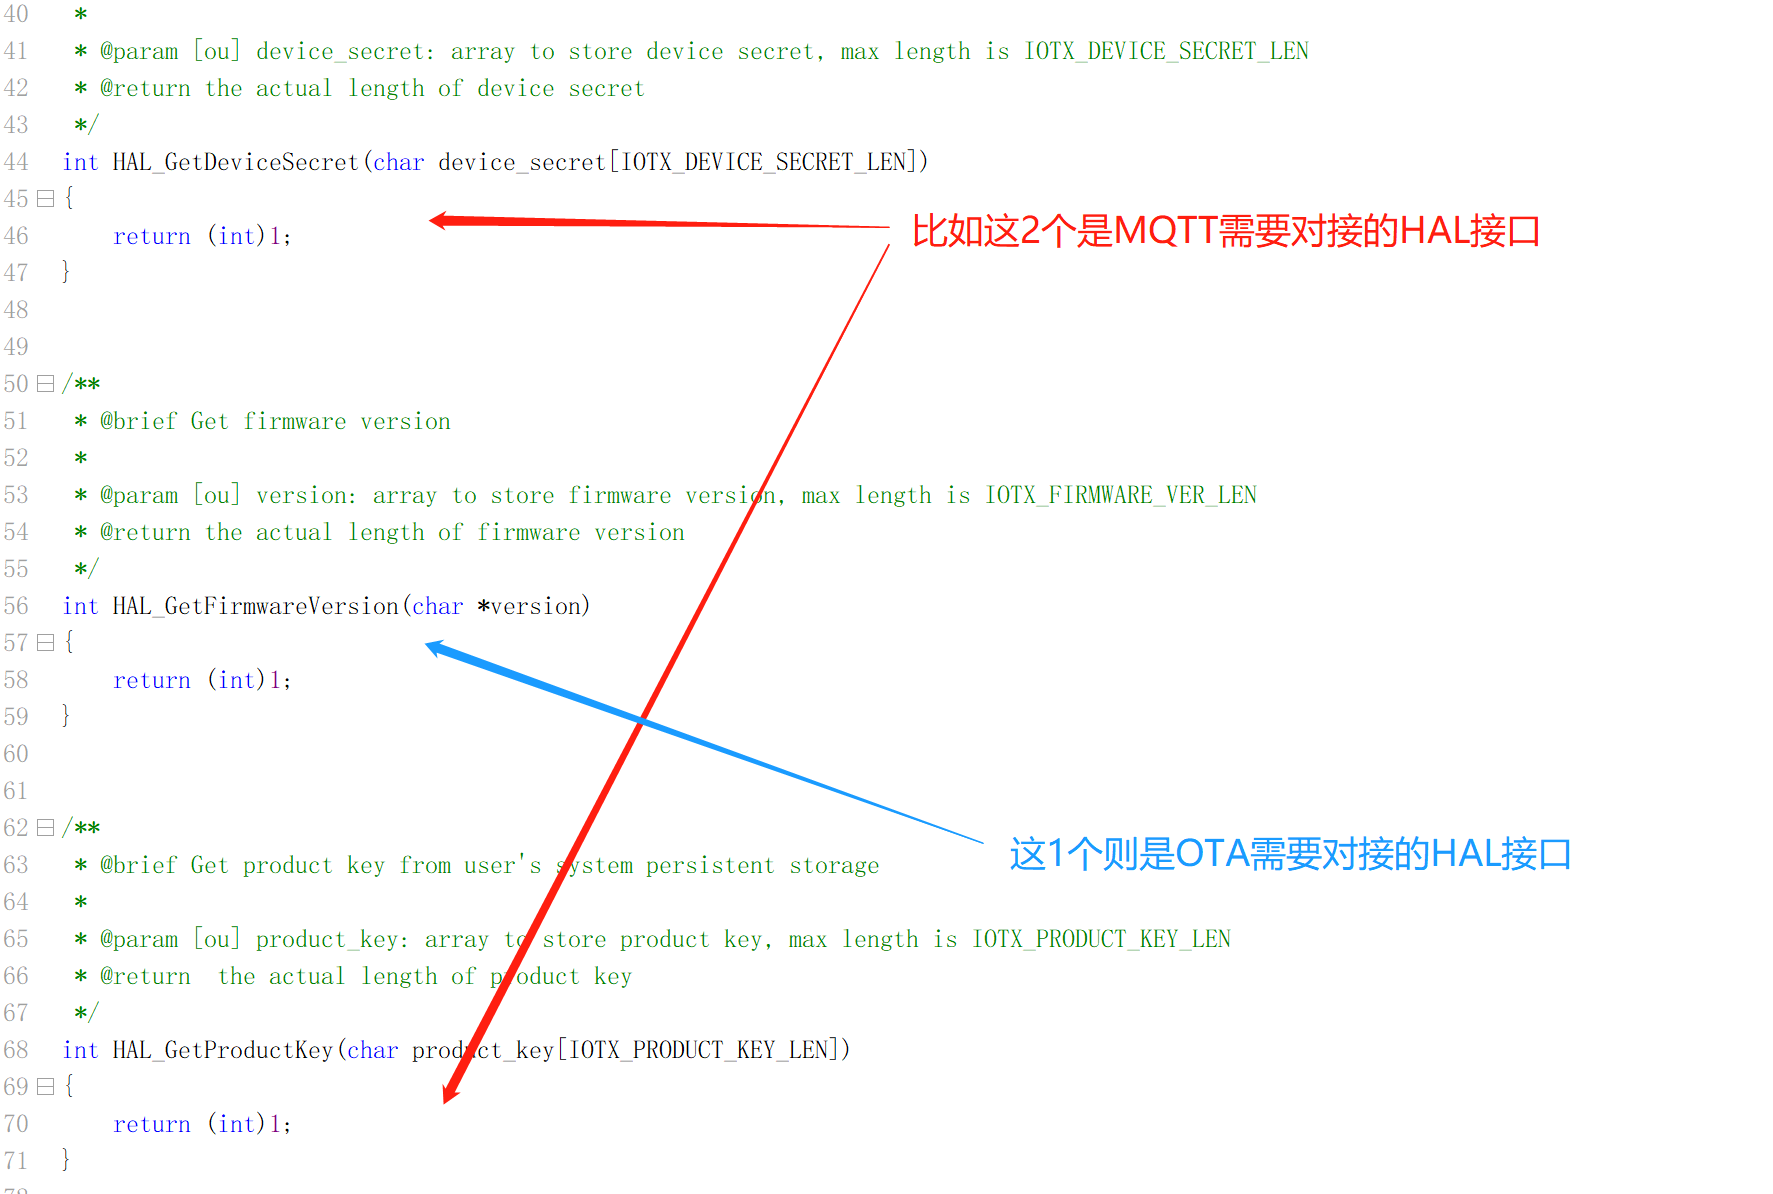 40 *
41 * @param [ou] device_secret: array to store device secret, max length is IOTX_DEVICE_SECRET_LEN
42 * @return the actual length of device secret
43 */
44 int HAL_GetDeviceSecret(char device_secret[IOTX_DEVICE_SECRET_LEN])
45 {
比如这2个是MQTT需要对接的HAL接口
46 return (int)1;
47 }
48
49
50 /**
51 * @brief Get firmware version
52 *
53 * @param [ou] version: array to store firmware version, max length is IOTX_FIRMWARE_VER_LEN
54 * @return the actual length of firmware version
55 */
56 int HAL_GetFirmwareVersion(char *version)
57 {
58 return (int)1;
59 }
60
61
62 /**
这1个则是OTA需要对接的HAL接口
63 * @brief Get product key from user's system persistent storage
64 *
65 * @param [ou] product_key: array to store product key, max length is IOTX_PRODUCT_KEY_LEN
66 * @return  the actual length of product key
67 */
68 int HAL_GetProductKey(char product_key[IOTX_PRODUCT_KEY_LEN])
69 {
70 return (int)1;
71 }